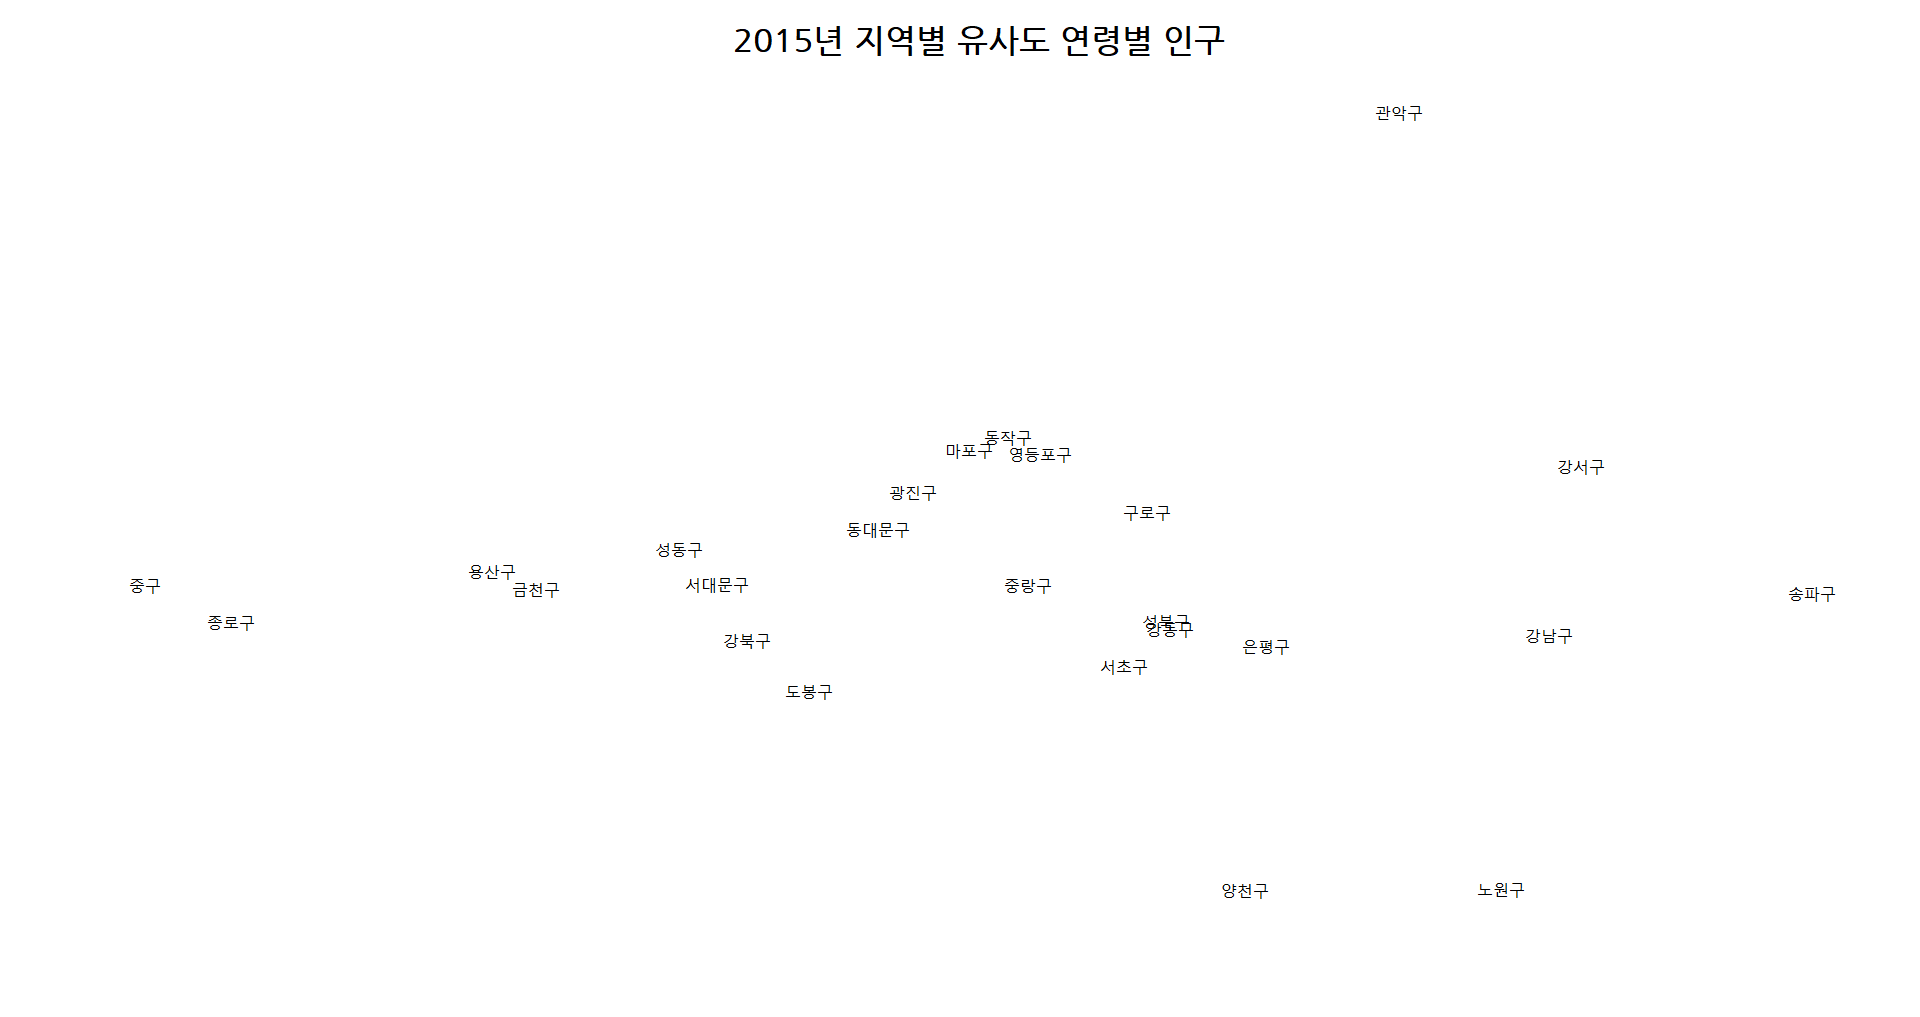 2015년 지역별 유사도 연령별 인구
관악구
동작구
마포구
영등포구
강서구
광진구
구로구
동대문구
성동구
용산구
서대문구
중구
중랑구
금천구
송파구
종로구
성북구
강동구
강남구
강북구
은평구
서초구
도봉구
노원구
양천구